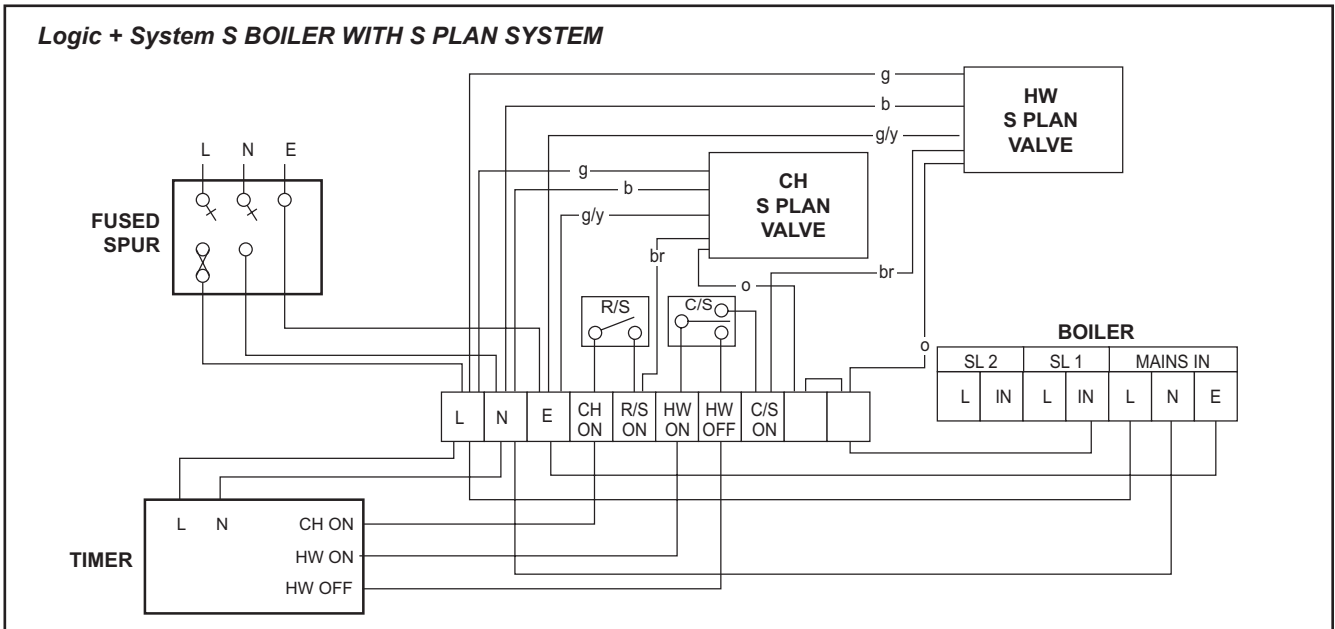 Logic + System S BOILER WITH S PLAN SYSTEM
g
b
g/y
HW
S PLAN
VALVE
L N E
FUSED
SPUR
g
b
g/y
br
o
CH
S PLAN
VALVE
br
o
R/S
C/S
BOILER
SL 2 SL 1 MAINS IN
L IN L IN L N E
L N E CH ON R/S ON HW ON HW OFF C/S ON
TIMER
L N CH ON
HW ON
HW OFF